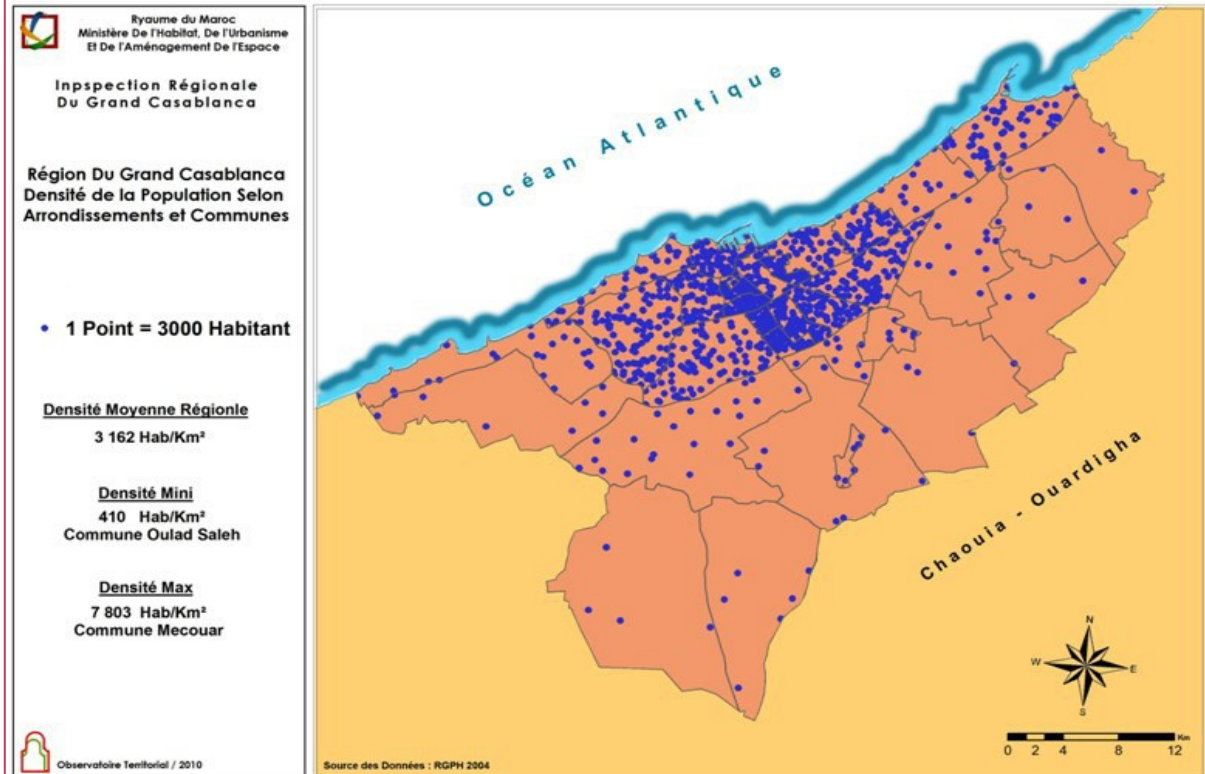 Ryaume du Maroc
Ministère De l'Habitat, De l'Urbanisme
Et De l'Aménagement De l'Espace
Inpspection Régionale
Du Grand Casablanca
Région Du Grand Casablanca
Densité de la Population Selon
Arrondissements et Communes
1 Point = 3000 Habitant
Densité Moyenne Régionle
3 162 Hab/Km²
Densité Mini
410 Hab/Km²
Commune Oulad Saleh
Densité Max
7 803 Hab/Km²
Commune Mecouar
Observatoire Territorial / 2010
Océan Atlantique
Chaouia - Ouardigha
N
W
E
S
Km
0 2 4 8 12
Source des Données : RGPH 2004